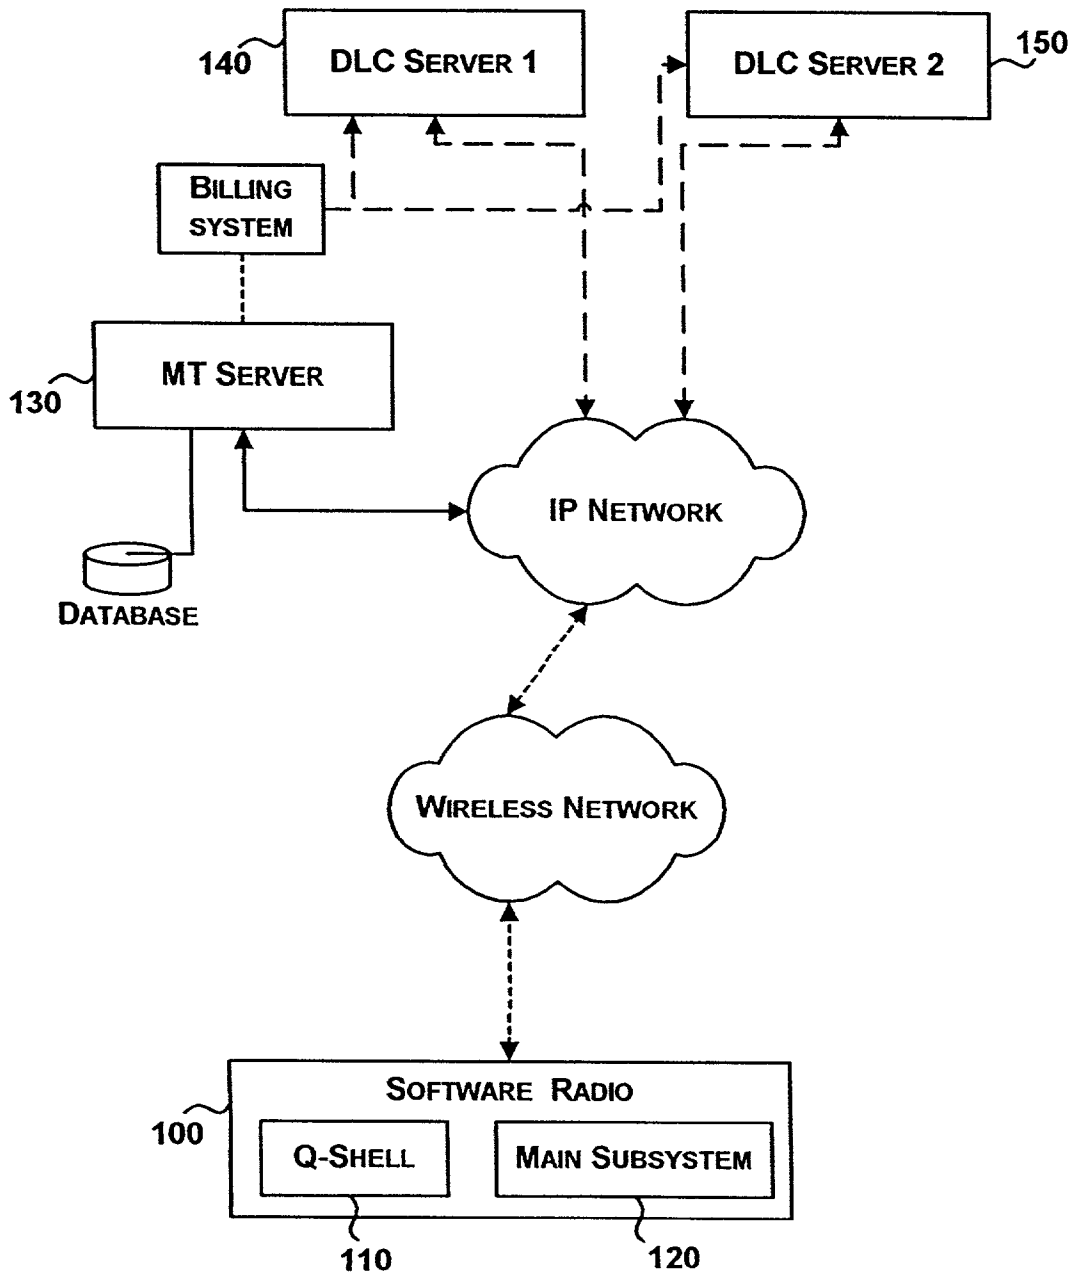 140
DLC SERVER 1
DLC SERVER 2
150
BILLING
SYSTEM
MT SERVER
130
IP NETWORK
DATABASE
WIRELESS NETWORK
SOFTWARE RADIO
100
Q-SHELL
MAIN SUBSYSTEM
110
120